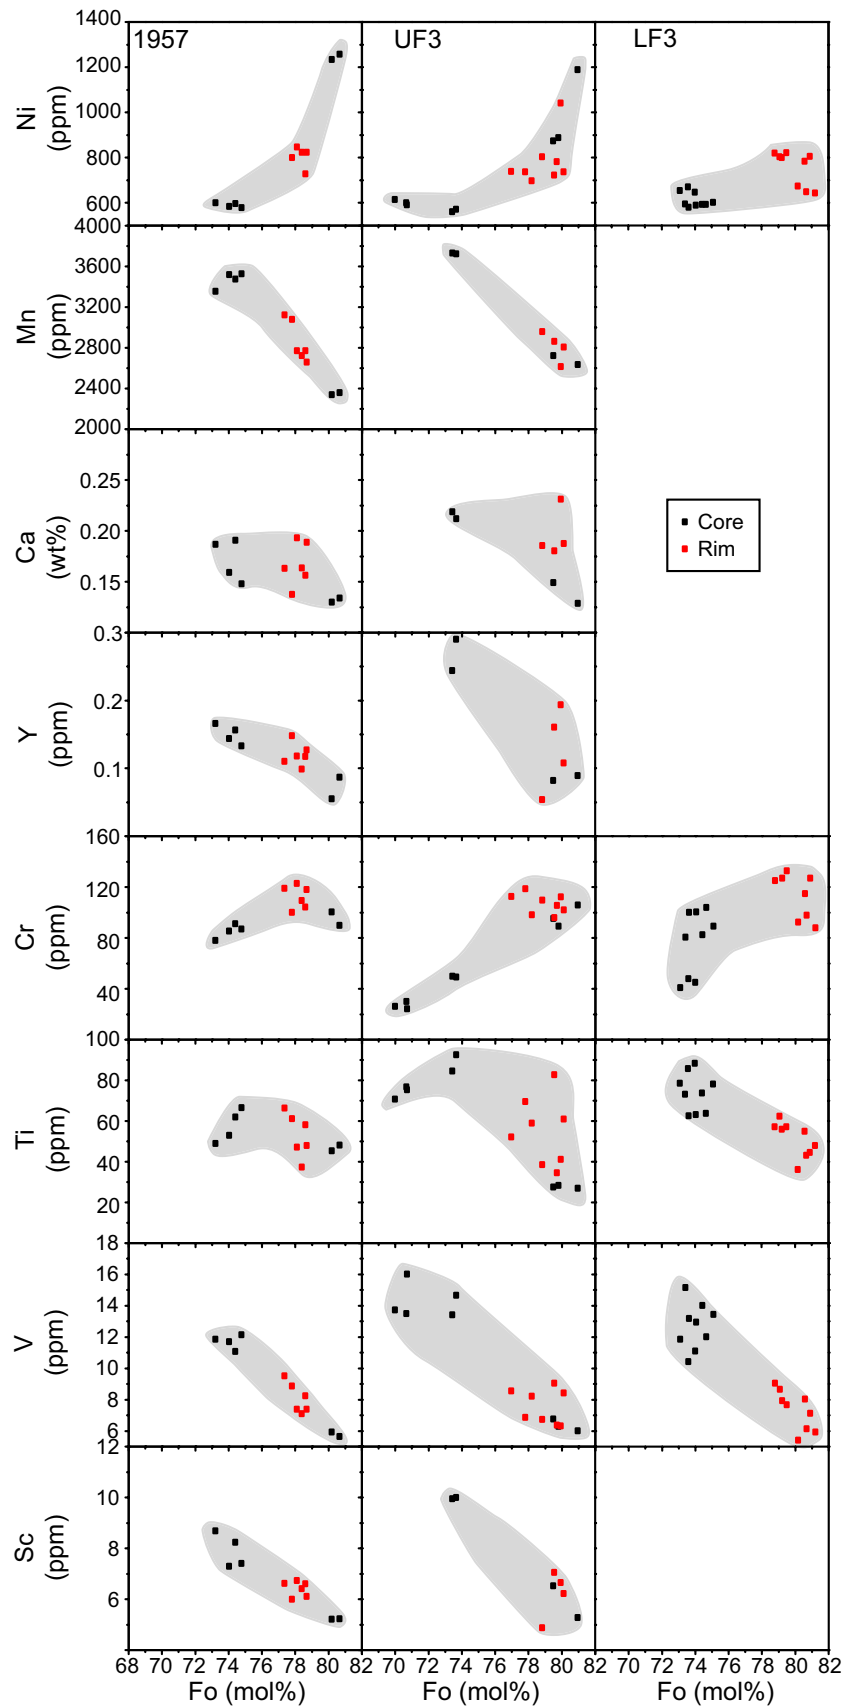 1957
UF3
LF3
1400
1200
1000
800
600
4000
Ni
(ppm)
3600
3200
2800
2400
2000
Mn
(ppm)
0.25
0.20
0.15
0.3
Ca
(wt%)
Core
Rim
0.2
0.1
160
Y
(ppm)
120
80
40
100
Cr
(ppm)
80
60
40
20
18
Ti
(ppm)
16
14
12
10
8
6
12
V
(ppm)
10
8
6
Sc
(ppm)
68 70 72 74 76 78 80 82 70 72 74 76 78 80 82 70 72 74 76 78 80 82
Fo (mol%) Fo (mol%) Fo (mol%)